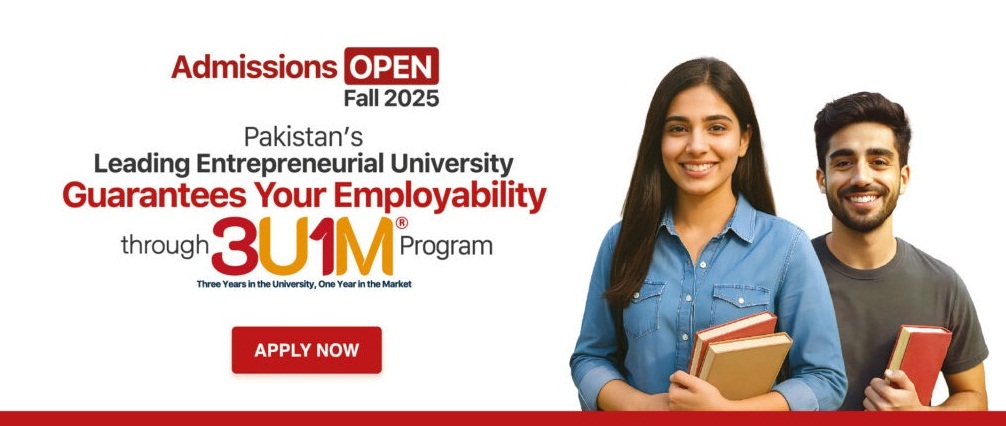 Admissions OPEN
Fall 2025
Pakistan's
Leading Entrepreneurial University
Guarantees Your Employability
through 3U1M® Program
Three Years in the University, One Year in the Market
APPLY NOW